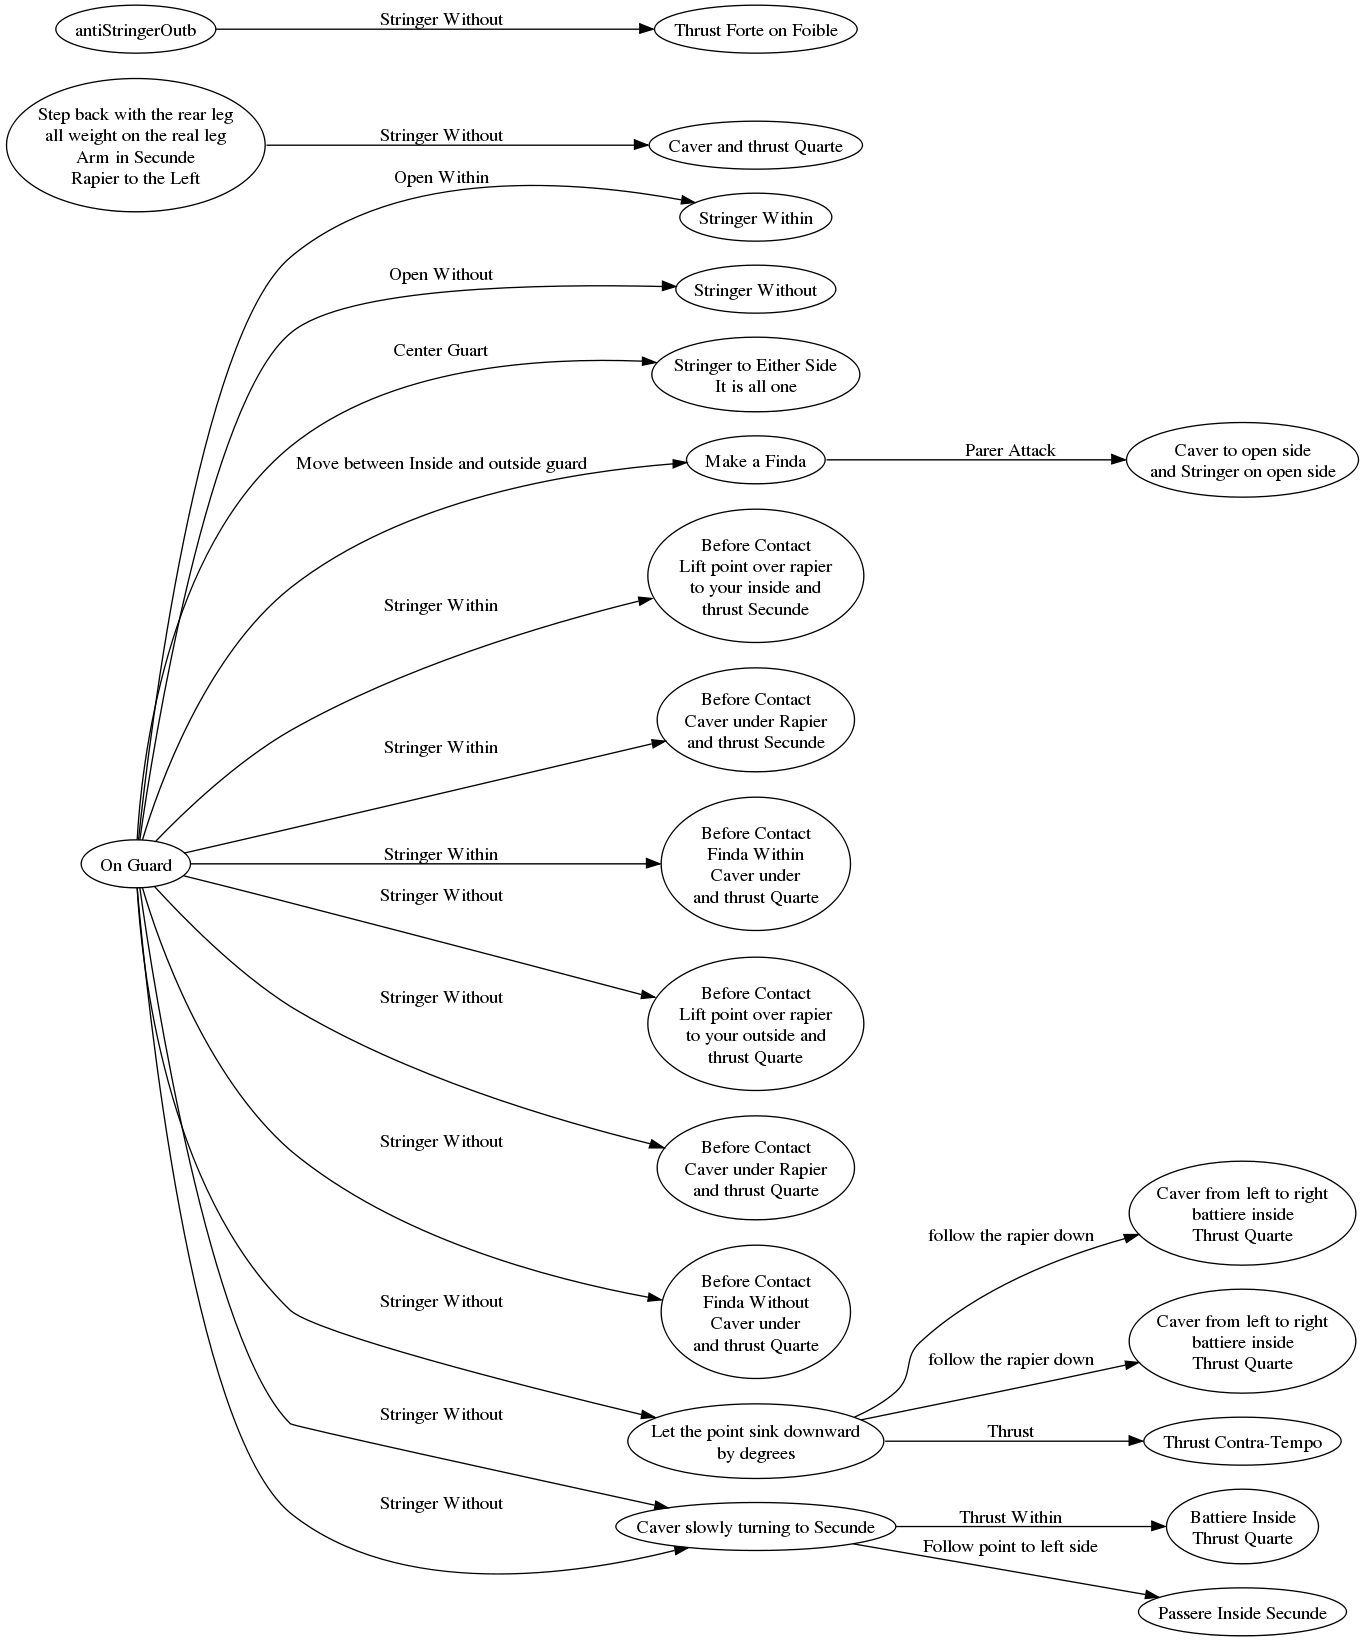 antiStringerOutb
Stringer Without
Thrust Forte on Foible
Step back with the rear leg
all weight on the real leg
Arm in Secunde
Rapier to the Left
Stringer Without
Caver and thrust Quarte
Open Within
Stringer Within
Open Without
Stringer Without
Center Guart
Stringer to Either Side
It is all one
Move between Inside and outside guard
Make a Finda
Parer Attack
Caver to open side
and Stringer on open side
Stringer Within
Before Contact
Lift point over rapier
to your inside and
thrust Secunde
Stringer Within
Before Contact
Caver under Rapier
and thrust Secunde
On Guard
Stringer Within
Before Contact
Finda Within
Caver under
and thrust Quarte
Stringer Without
Before Contact
Lift point over rapier
to your outside and
thrust Quarte
Stringer Without
Before Contact
Caver under Rapier
and thrust Quarte
Stringer Without
Before Contact
Finda Without
Caver under
and thrust Quarte
Stringer Without
Let the point sink downward
by degrees
follow the rapier down
Caver from left to right
battiere inside
Thrust Quarte
follow the rapier down
Caver from left to right
battiere inside
Thrust Quarte
Thrust
Thrust Contra-Tempo
Stringer Without
Stringer Without
Caver slowly turning to Secunde
Thrust Within
Battiere Inside
Thrust Quarte
Follow point to left side
Passere Inside Secunde